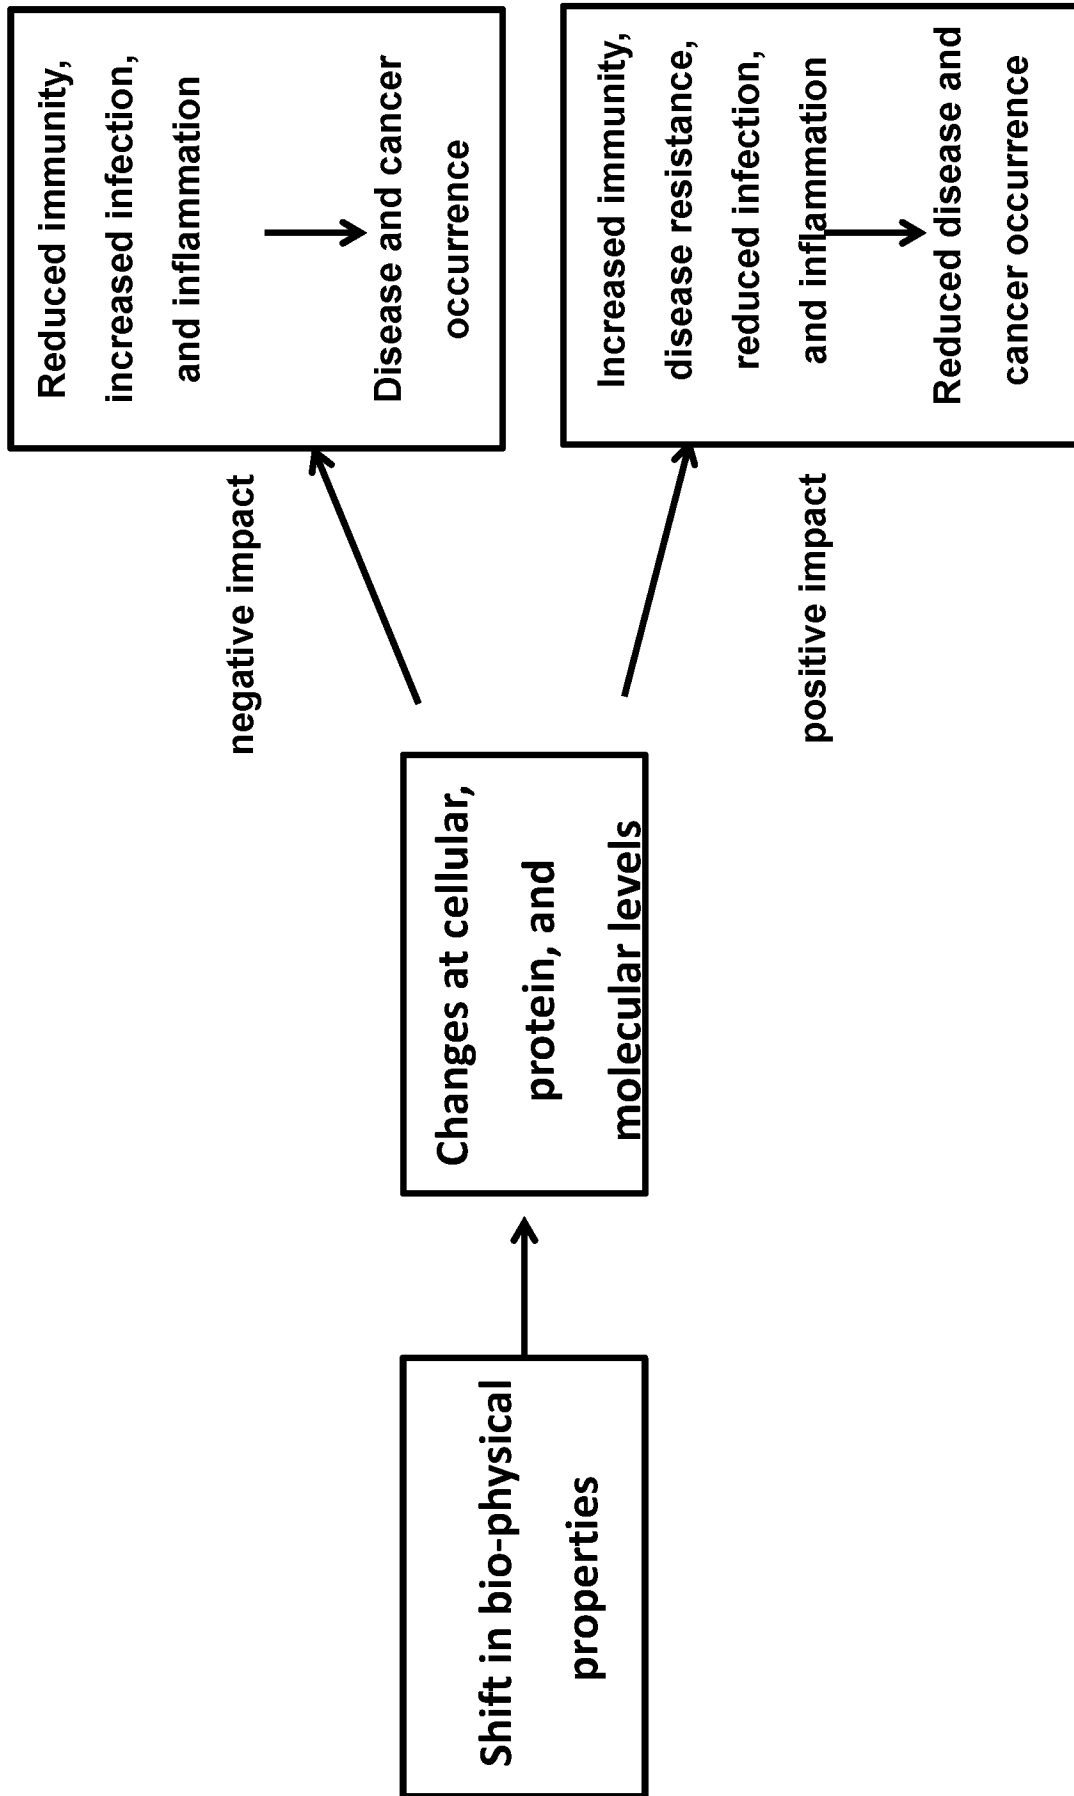 Shift in bio-physical
properties
Changes at cellular,
protein, and
molecular levels
negative impact
Reduced immunity,
increased infection,
and inflammation
Disease and cancer
occurrence
positive impact
Increased immunity,
disease resistance,
reduced infection,
and inflammation
Reduced disease and
cancer occurrence